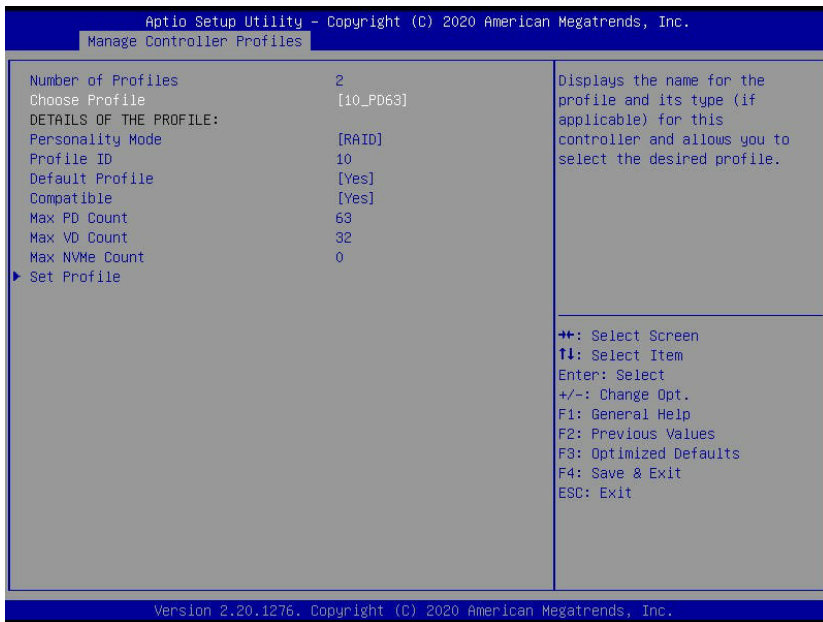 Aptio Setup Utility – Copyright (C) 2020 American Megatrends, Inc.
Manage Controller Profiles
Number of Profiles 2
Choose Profile [10_PD63]
DETAILS OF THE PROFILE:
Personality Mode [RAID]
Profile ID 10
Default Profile [Yes]
Compatible [Yes]
Max PD Count 63
Max VD Count 32
Max NVMe Count 0
Set Profile
Displays the name for the
profile and its type (if
applicable) for this
controller and allows you to
select the desired profile.
→←: Select Screen
↑↓: Select Item
Enter: Select
+/-: Change Opt.
F1: General Help
F2: Previous Values
F3: Optimized Defaults
F4: Save & Exit
ESC: Exit
Version 2.20.1276. Copyright (C) 2020 American Megatrends, Inc.